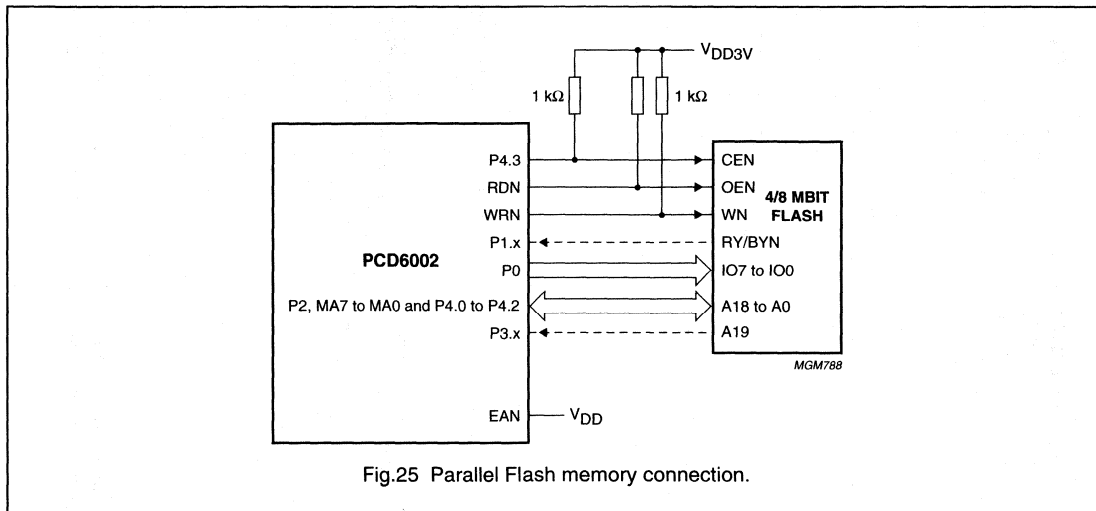 VDD3V
1 kΩ
1 kΩ
P4.3
CEN
RDN
OEN
4/8 MBIT
WRN
WN
FLASH
P1.x
RY/BYN
PCD6002
P0
IO7 to IO0
P2, MA7 to MA0 and P4.0 to P4.2
A18 to A0
P3.x
A19
MGM788
EAN
VDD
Fig.25 Parallel Flash memory connection.